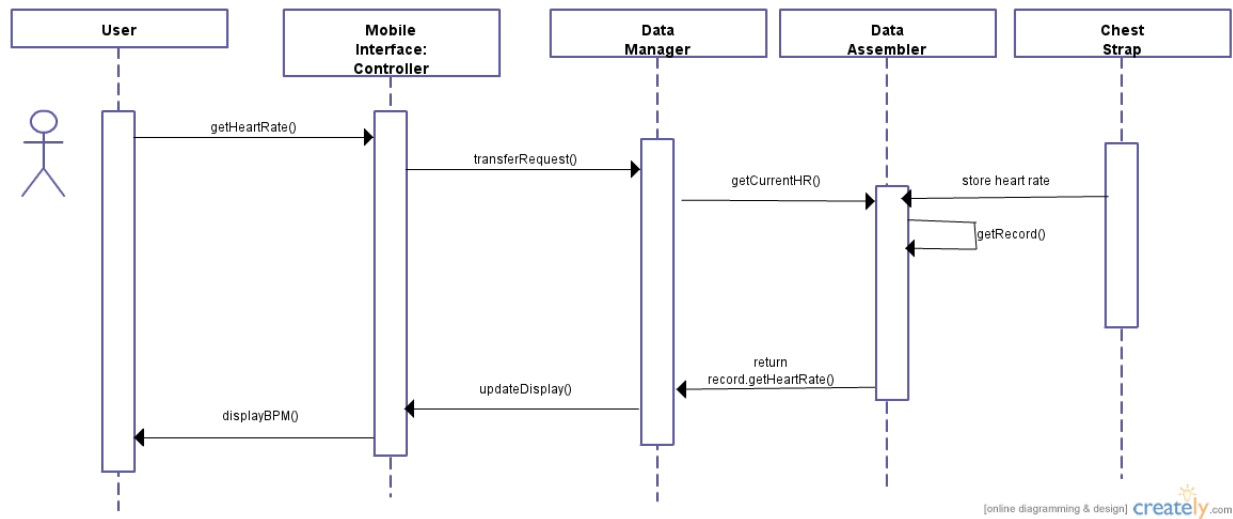 User
Mobile
Interface:
Controller
Data
Manager
Data
Assembler
Chest
Strap
getHeartRate()
transferRequest()
getCurrentHR()
store heart rate
getRecord()
return
record.getHeartRate()
updateDisplay()
displayBPM()
[online diagramming & design] creately.com